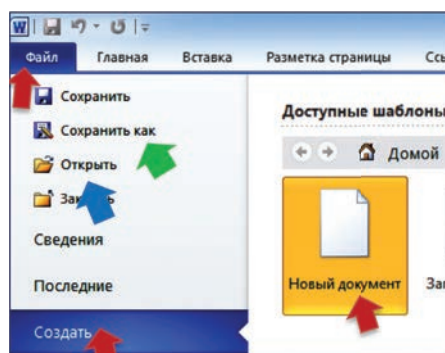 W
Файл Главная Вставка Разметка страницы
Сохранить
Сохранить как
Открыть
Сведения
Последние
Создать
Доступные шаблоны
Домой
Новый документ